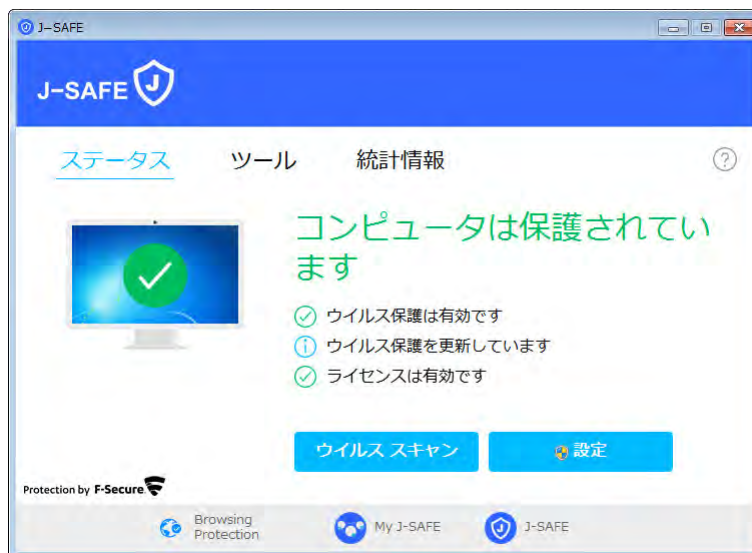 J-SAFE
J-SAFE J
ステータス ツール 統計情報 ?
コンピュータは保護されてい
ます
ウイルス保護は有効です
i ウイルス保護を更新しています
ライセンスは有効です
ウイルス スキャン 設定
Protection by F-Secure
Browsing
Protection
My J-SAFE
J J-SAFE